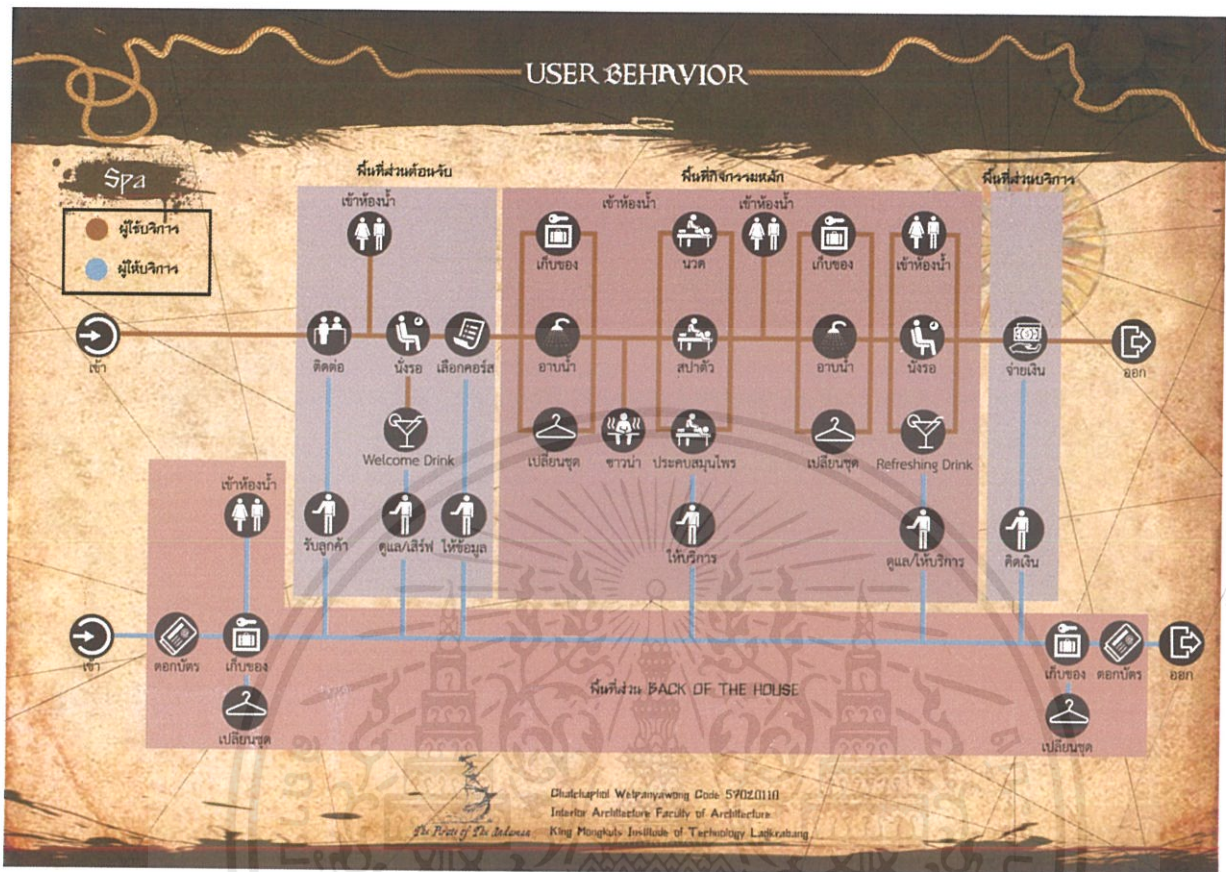 USER BEHAVIOR
Spa
ผู้ใช้บริการ
ผู้ให้บริการ
พื้นที่ส่วนต้อนรับ
พื้นที่กิจกรรมหลัก
พื้นที่ส่วนบริการ
เข้าห้องน้ำ
เข้าห้องน้ำ
เข้าห้องน้ำ
เก็บของ
นวด
เก็บของ
เข้าห้องน้ำ
เข้า
ติดต่อ
นั่งรอ
เลือกคอร์ส
อาบน้ำ
สปาตัว
อาบน้ำ
นั่งรอ
จ่ายเงิน
ออก
Welcome Drink
เปลี่ยนชุด
ซาวน่า
ประคบสมุนไพร
เปลี่ยนชุด
Refreshing Drink
เข้าห้องน้ำ
รับลูกค้า
ดูแล/เสิร์ฟ
ให้ข้อมูล
ให้บริการ
ดูแล/ให้บริการ
คิดเงิน
เข้า
ตอกบัตร
เก็บของ
เก็บของ
ตอกบัตร
ออก
พื้นที่ส่วน BACK OF THE HOUSE
เปลี่ยนชุด
เปลี่ยนชุด
The Pirate of The Andaman
Chatchaphol Wetpanyawong Code 57020110
Interior Architecture Faculty of Architecture
King Mongkuts Institute of Technology Ladkrabang